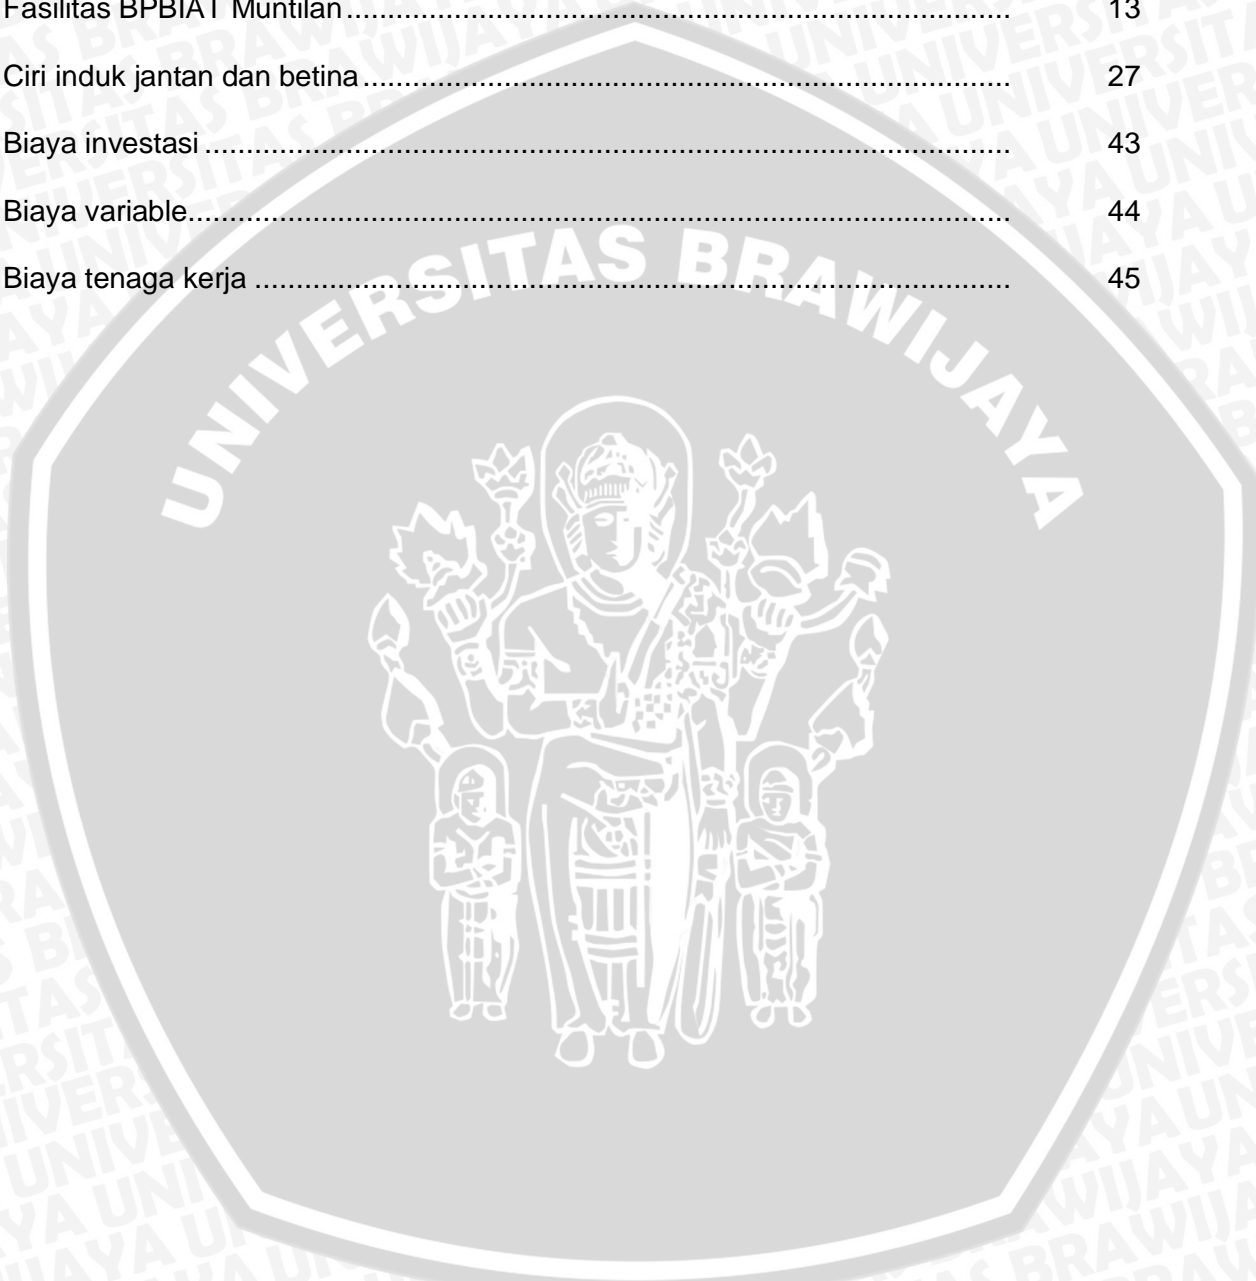 Fasilitas BPBIAT Muntilan ................................................................................ 13
Ciri induk jantan dan betina .............................................................................. 27
Biaya investasi ................................................................................................. 43
Biaya variable................................................................................................... 44
Biaya tenaga kerja ........................................................................................... 45
UNIVERSITAS BRAWIJAYA